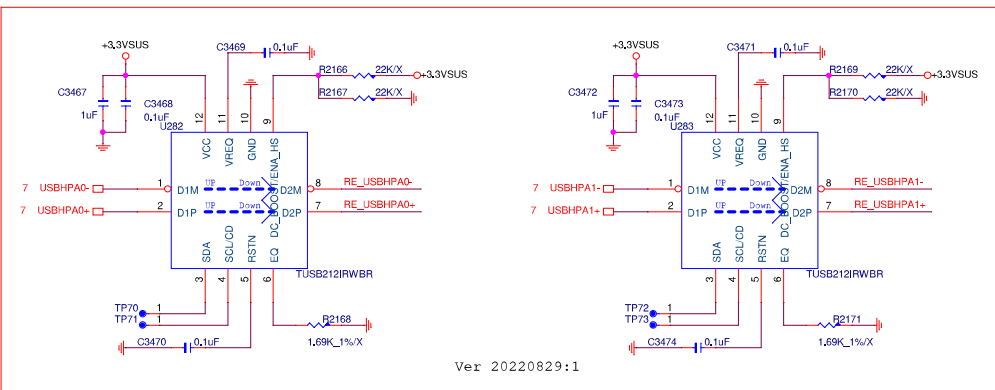 C3469 0.1uF
+3.3VSUS
R2166 22K/X +3.3VSUS
R2167 22K/X
C3467 1uF
C3468 0.1uF
U282
12 11 10 9
VCC VREQ GND DC_BOOST/ENA_HS
7 USBHPA0- 1 D1M UP Down D2M 8 RE_USBHPA0-
7 USBHPA0+ 2 D1P UP Down D2P 7 RE_USBHPA0+
SDA SCL/CD RSTN EQ
3 4 5 6
TUSB212IRWBR
TP70 1
TP71 1
R2168
1.69K_1%/X
C3470 0.1uF
C3471 0.1uF
+3.3VSUS
R2169 22K/X +3.3VSUS
R2170 22K/X
C3472 1uF
C3473 0.1uF
U283
12 11 10 9
VCC VREQ GND DC_BOOST/ENA_HS
7 USBHPA1- 1 D1M UP Down D2M 8 RE_USBHPA1-
7 USBHPA1+ 2 D1P UP Down D2P 7 RE_USBHPA1+
SDA SCL/CD RSTN EQ
3 4 5 6
TUSB212IRWBR
TP72 1
TP73 1
R2171
1.69K_1%/X
C3474 0.1uF
Ver 20220829:1